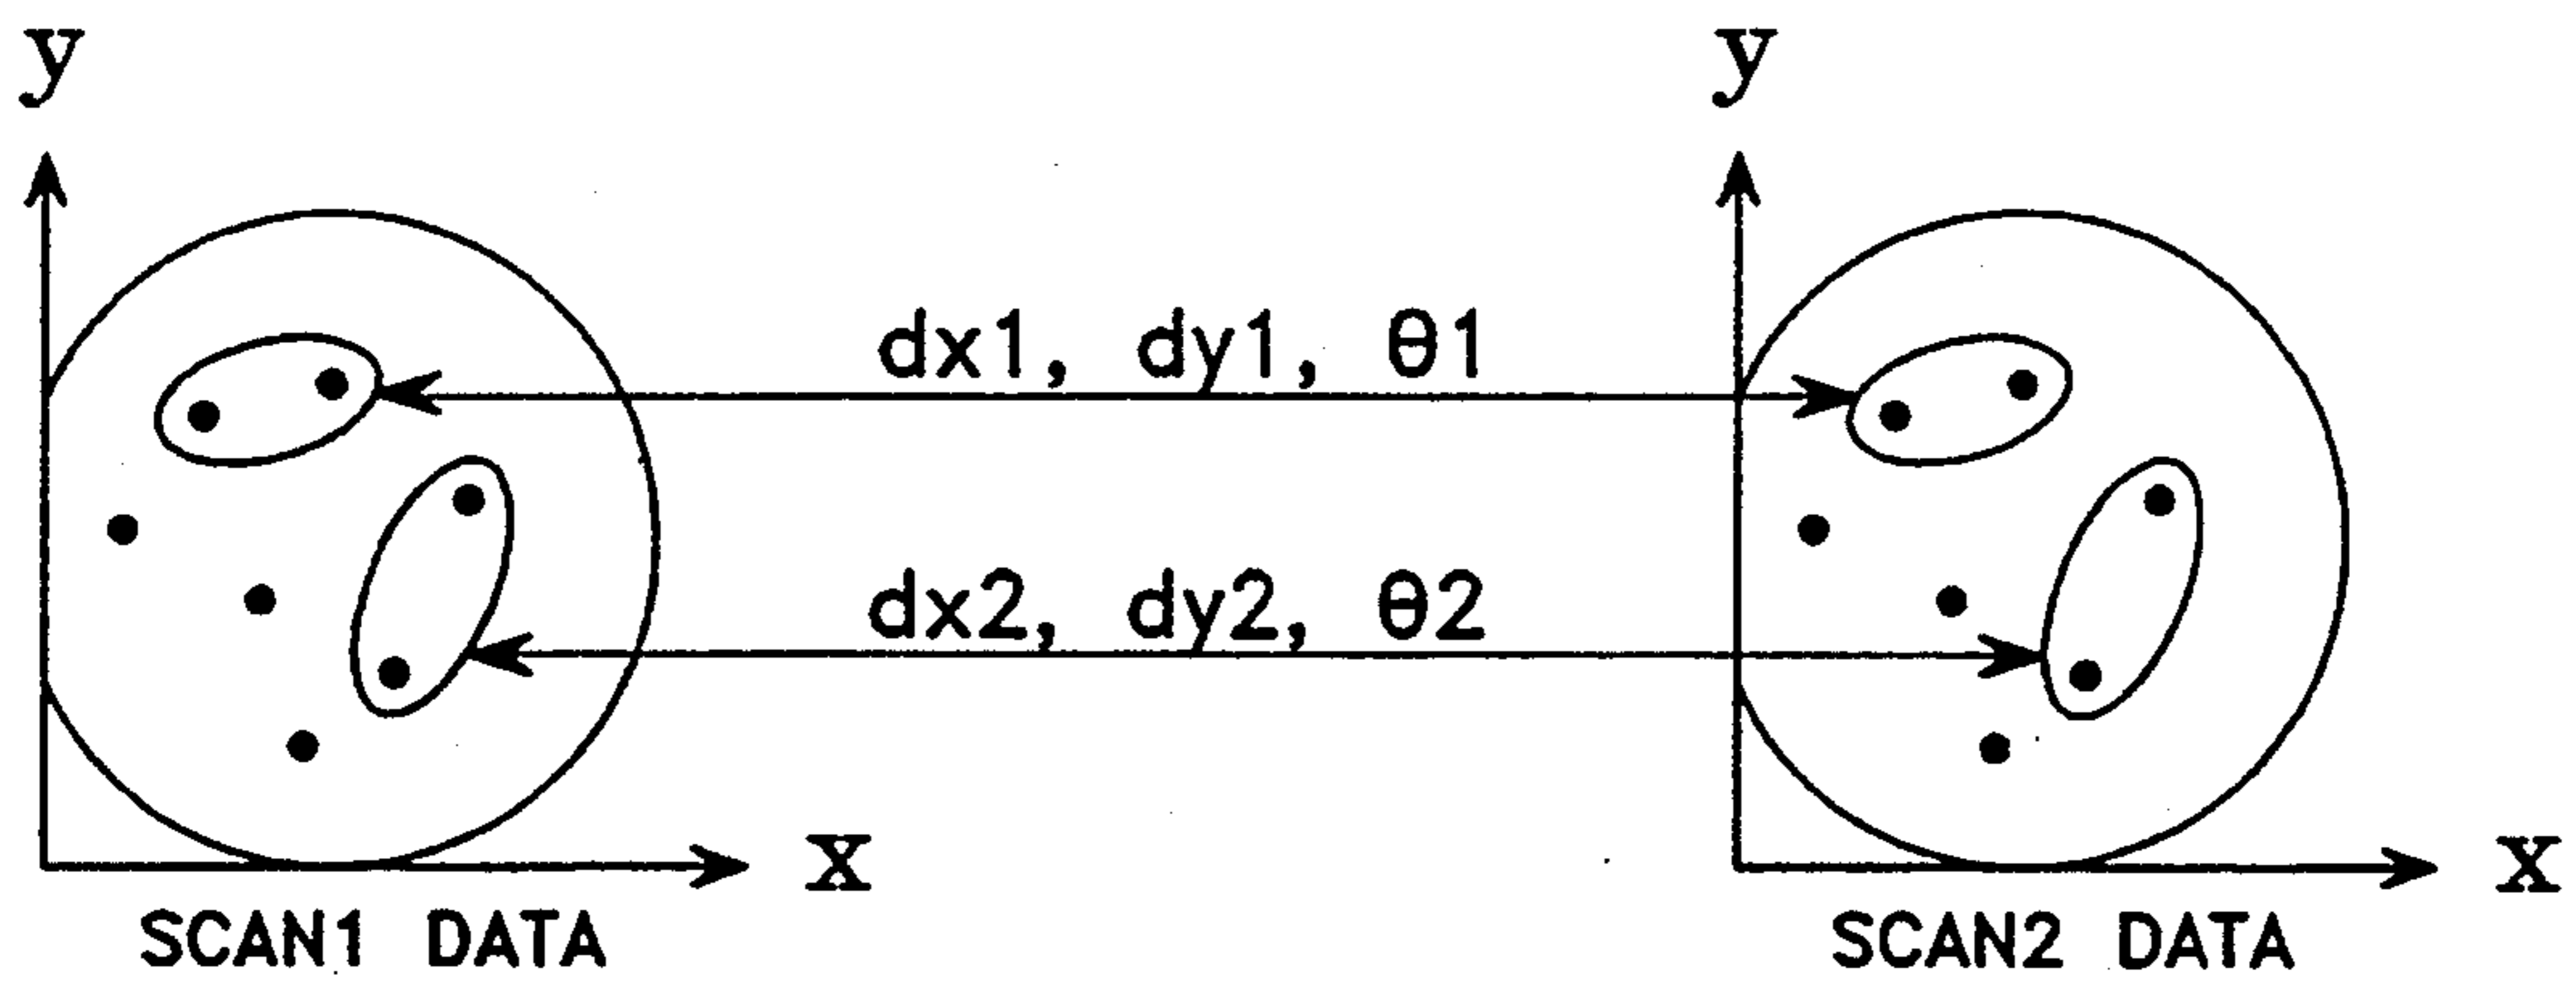 y
y
dx1, dy1, θ1
dx2, dy2, θ2
x
x
SCAN1 DATA
SCAN2 DATA